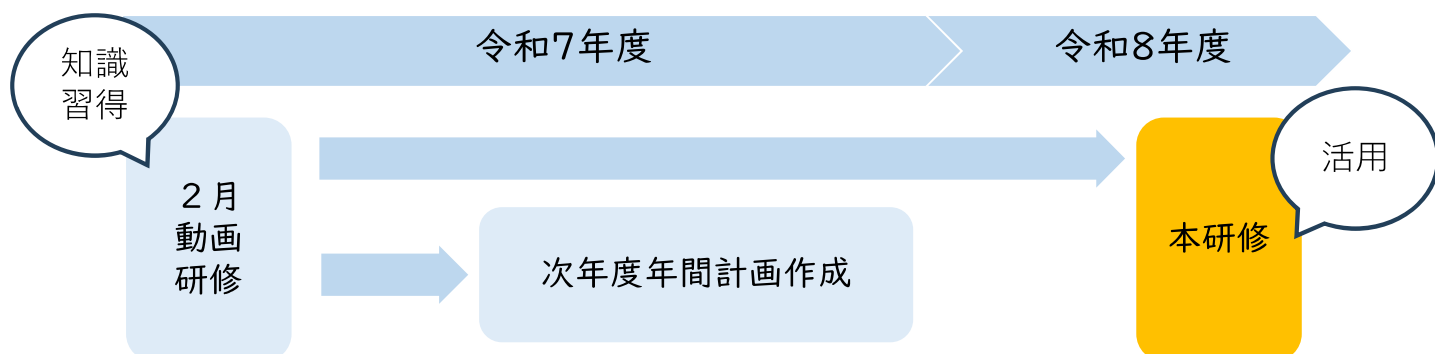 令和7年度
令和8年度
知識
習得
2月
動画
研修
次年度年間計画作成
本研修
活用